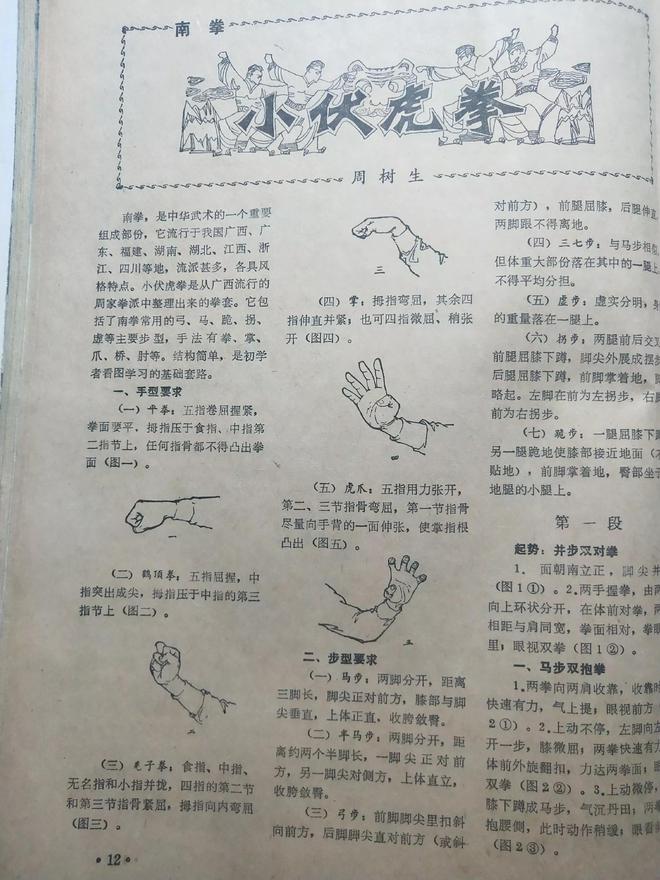 南拳
小伏虎拳
周树生
南拳，是中华武术的一个重要
组成部份，它流行于我国广西、广
东、福建、湖南、湖北、江西、浙
江、四川等地，流派甚多，各具风
格特点。小伏虎拳是从广西流行的
周家拳派中整理出来的拳套。它包
括了南拳常用的弓、马、跪、拐、
虚等主要步型，手法有拳、掌、
爪、桥、肘等。结构简单，是初学
者看图学习的基础套路。
一、手型要求
（一）平拳：五指卷屈握紧，
拳面要平，拇指压于食指、中指第
二指节上，任何指骨都不得凸出拳
面（图一）。
一
（二）鹤顶拳：五指屈握，中
指突出成尖，拇指压于中指的第三
指节上（图二）。
二
（三）毛子拳：食指、中指、
无名指和小指并拢，四指的第二节
和第三节指骨紧屈，拇指向内弯屈
（图三）。
三
（四）掌：拇指弯屈，其余四
指伸直并紧；也可四指微屈、稍张
开（图四）。
四
（五）虎爪：五指用力张开，
第二、三节指骨弯屈，第一节指骨
尽量向手背的一面伸张，使掌指根
凸出（图五）。
五
二、步型要求
（一）马步：两脚分开，距离
三脚长，脚尖正对前方，膝部与脚
尖垂直，上体正直，收胯敛臀。
（二）半马步：两脚分开，距
离约两个半脚长，一脚尖正对前
方，另一脚尖对侧方，上体直立，
收胯敛臀。
（三）弓步：前脚脚尖里扣斜
向前方，后脚脚尖直对前方（或斜
对前方），前腿屈膝，后腿伸直
两脚跟不得离地。
（四）三七步：与马步相似
但体重大部份落在其中的一腿上
不得平均分担。
（五）虚步：虚实分明，身
的重量落在一腿上。
（六）拐步：两腿前后交叉
前腿屈膝下蹲，脚尖外展成摆步
后腿屈膝下蹲，前脚掌着地，
略起。左脚在前为左拐步，右脚
前为右拐步。
（七）跪步：一腿屈膝下蹲
另一腿跪地使膝部接近地面（不
贴地），前脚掌着地，臀部坐于
地腿的小腿上。
第一段
起势：并步双对拳
1．面朝南立正，脚尖并
（图1①）。2.两手握拳，由两
向上环状分开，在体前对拳，两
相距与肩同宽，拳面相对，拳眼
里；眼视双拳（图1②）。
一、马步双抱拳
1.两拳向两肩收靠，收靠时
快速有力，气上提；眼视前方
2①）。2.上动不停，左脚向左
开一步，膝微屈；两拳快速有力
体前外旋翻扣，力达两拳面；眼
双拳（图2②）。3.上动微停，
膝下蹲成马步，气沉丹田；两拳
抱腰侧，此时动作稍缓；眼看
（图2③）。
·12·